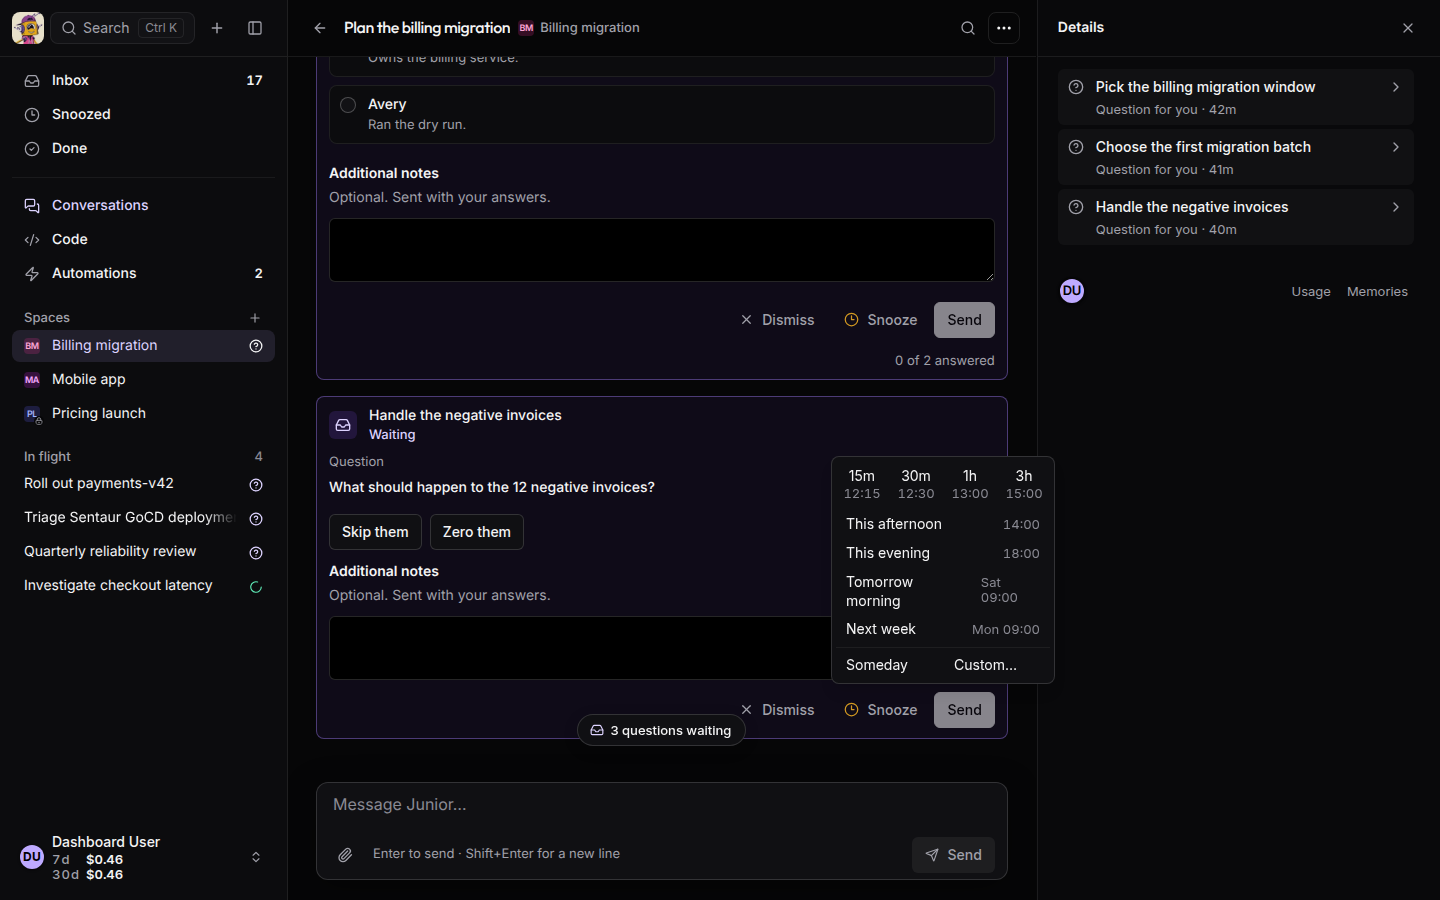 Search Ctrl K
Inbox 17
Snoozed
Done
Conversations
Code
Automations 2
Spaces
BM Billing migration
MA Mobile app
PL Pricing launch
In flight 4
Roll out payments-v42
Triage Sentaur GoCD deployme
Quarterly reliability review
Investigate checkout latency
DU Dashboard User
7d $0.46
30d $0.46
Plan the billing migration BM Billing migration
Owns the billing service.
Avery
Ran the dry run.
Additional notes
Optional. Sent with your answers.
Dismiss Snooze Send
0 of 2 answered
Handle the negative invoices
Waiting
Question
What should happen to the 12 negative invoices?
Skip them Zero them
Additional notes
Optional. Sent with your answers.
15m 30m 1h 3h
12:15 12:30 13:00 15:00
This afternoon 14:00
This evening 18:00
Tomorrow morning Sat 09:00
Next week Mon 09:00
Someday Custom...
Dismiss Snooze Send
3 questions waiting
Message Junior...
Enter to send · Shift+Enter for a new line Send
Details
Pick the billing migration window
Question for you · 42m
Choose the first migration batch
Question for you · 41m
Handle the negative invoices
Question for you · 40m
DU Usage Memories